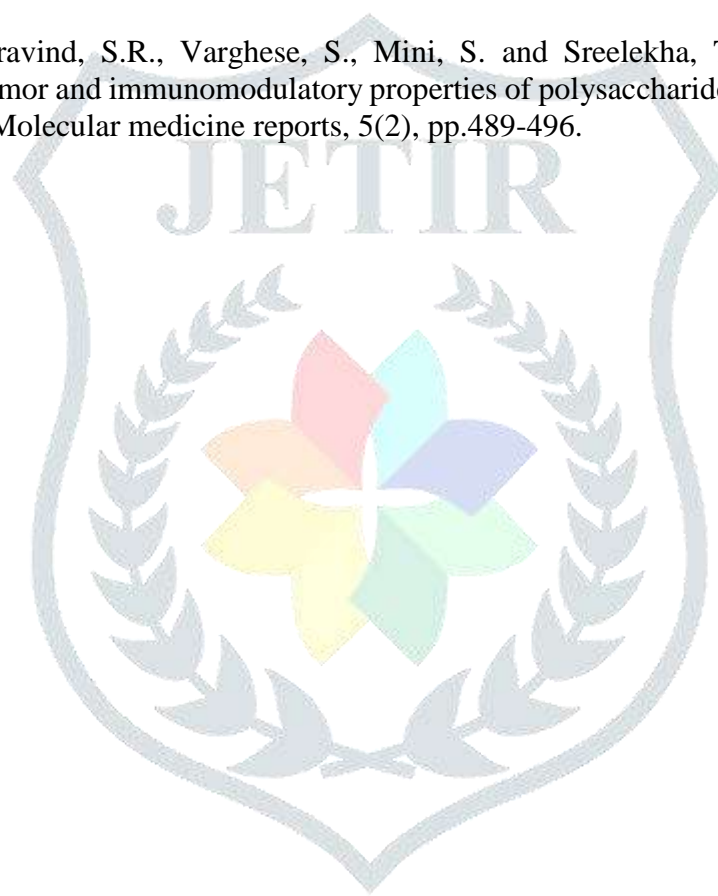 ravind, S.R., Varghese, S., Mini, S. and Sreelekha,
mor and immunomodulatory properties of polysaccharid
Molecular medicine reports, 5(2), pp.489-496.
JETIR